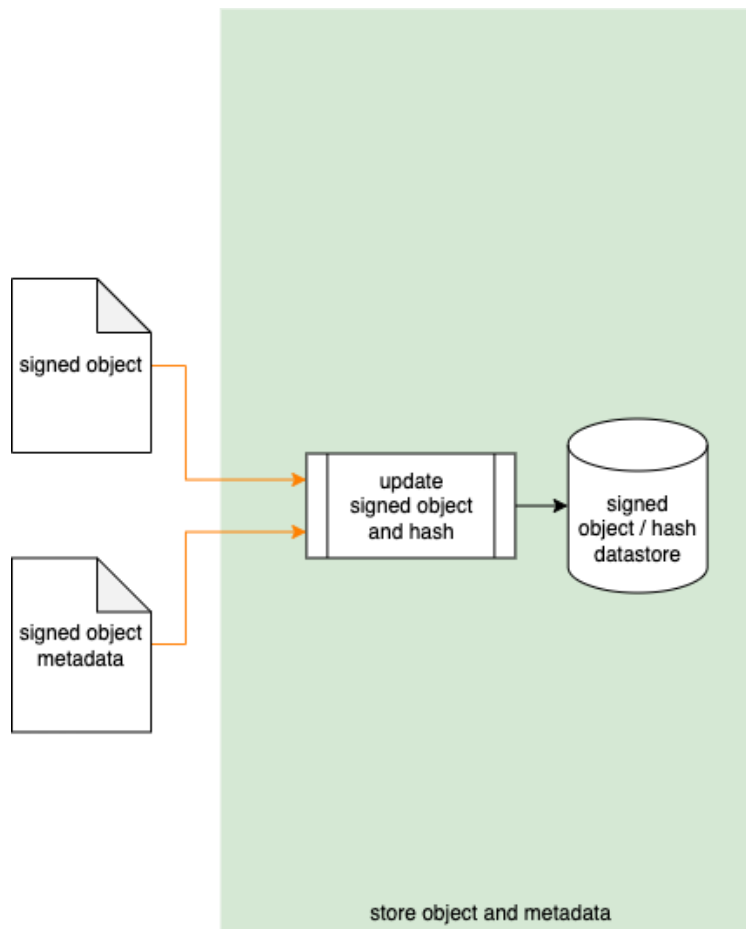 signed object
update
signed object
and hash
signed
object / hash
datastore
signed object
metadata
store object and metadata